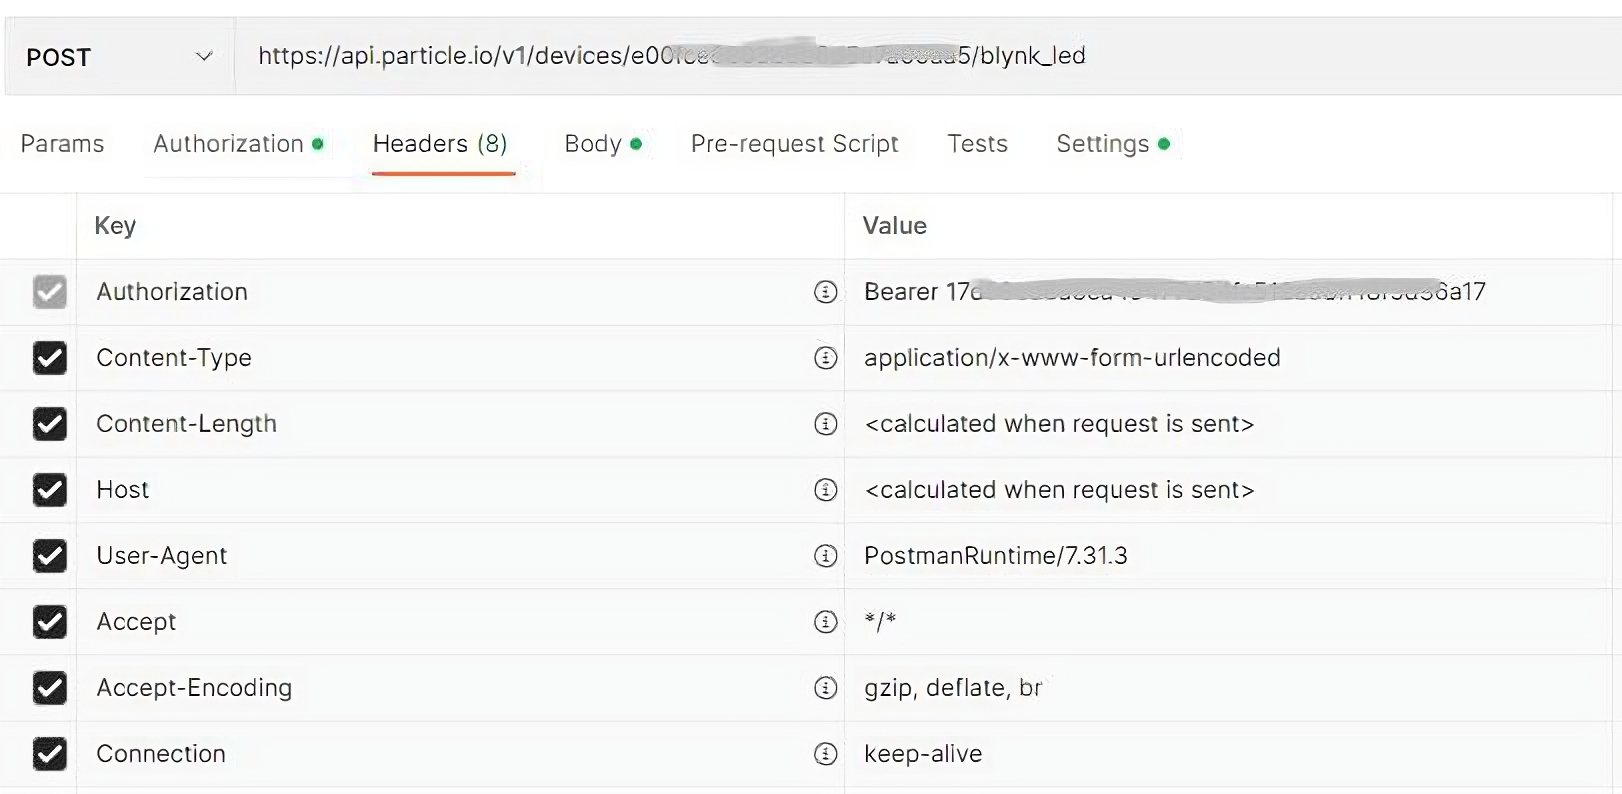 POST https://api.particle.io/v1/devices/e00 5/blynk_led
Params Authorization Headers (8) Body Pre-request Script Tests Settings
Key Value
Authorization Bearer 17 6a17
Content-Type application/x-www-form-urlencoded
Content-Length <calculated when request is sent>
Host <calculated when request is sent>
User-Agent PostmanRuntime/7.31.3
Accept */*
Accept-Encoding gzip, deflate, br
Connection keep-alive